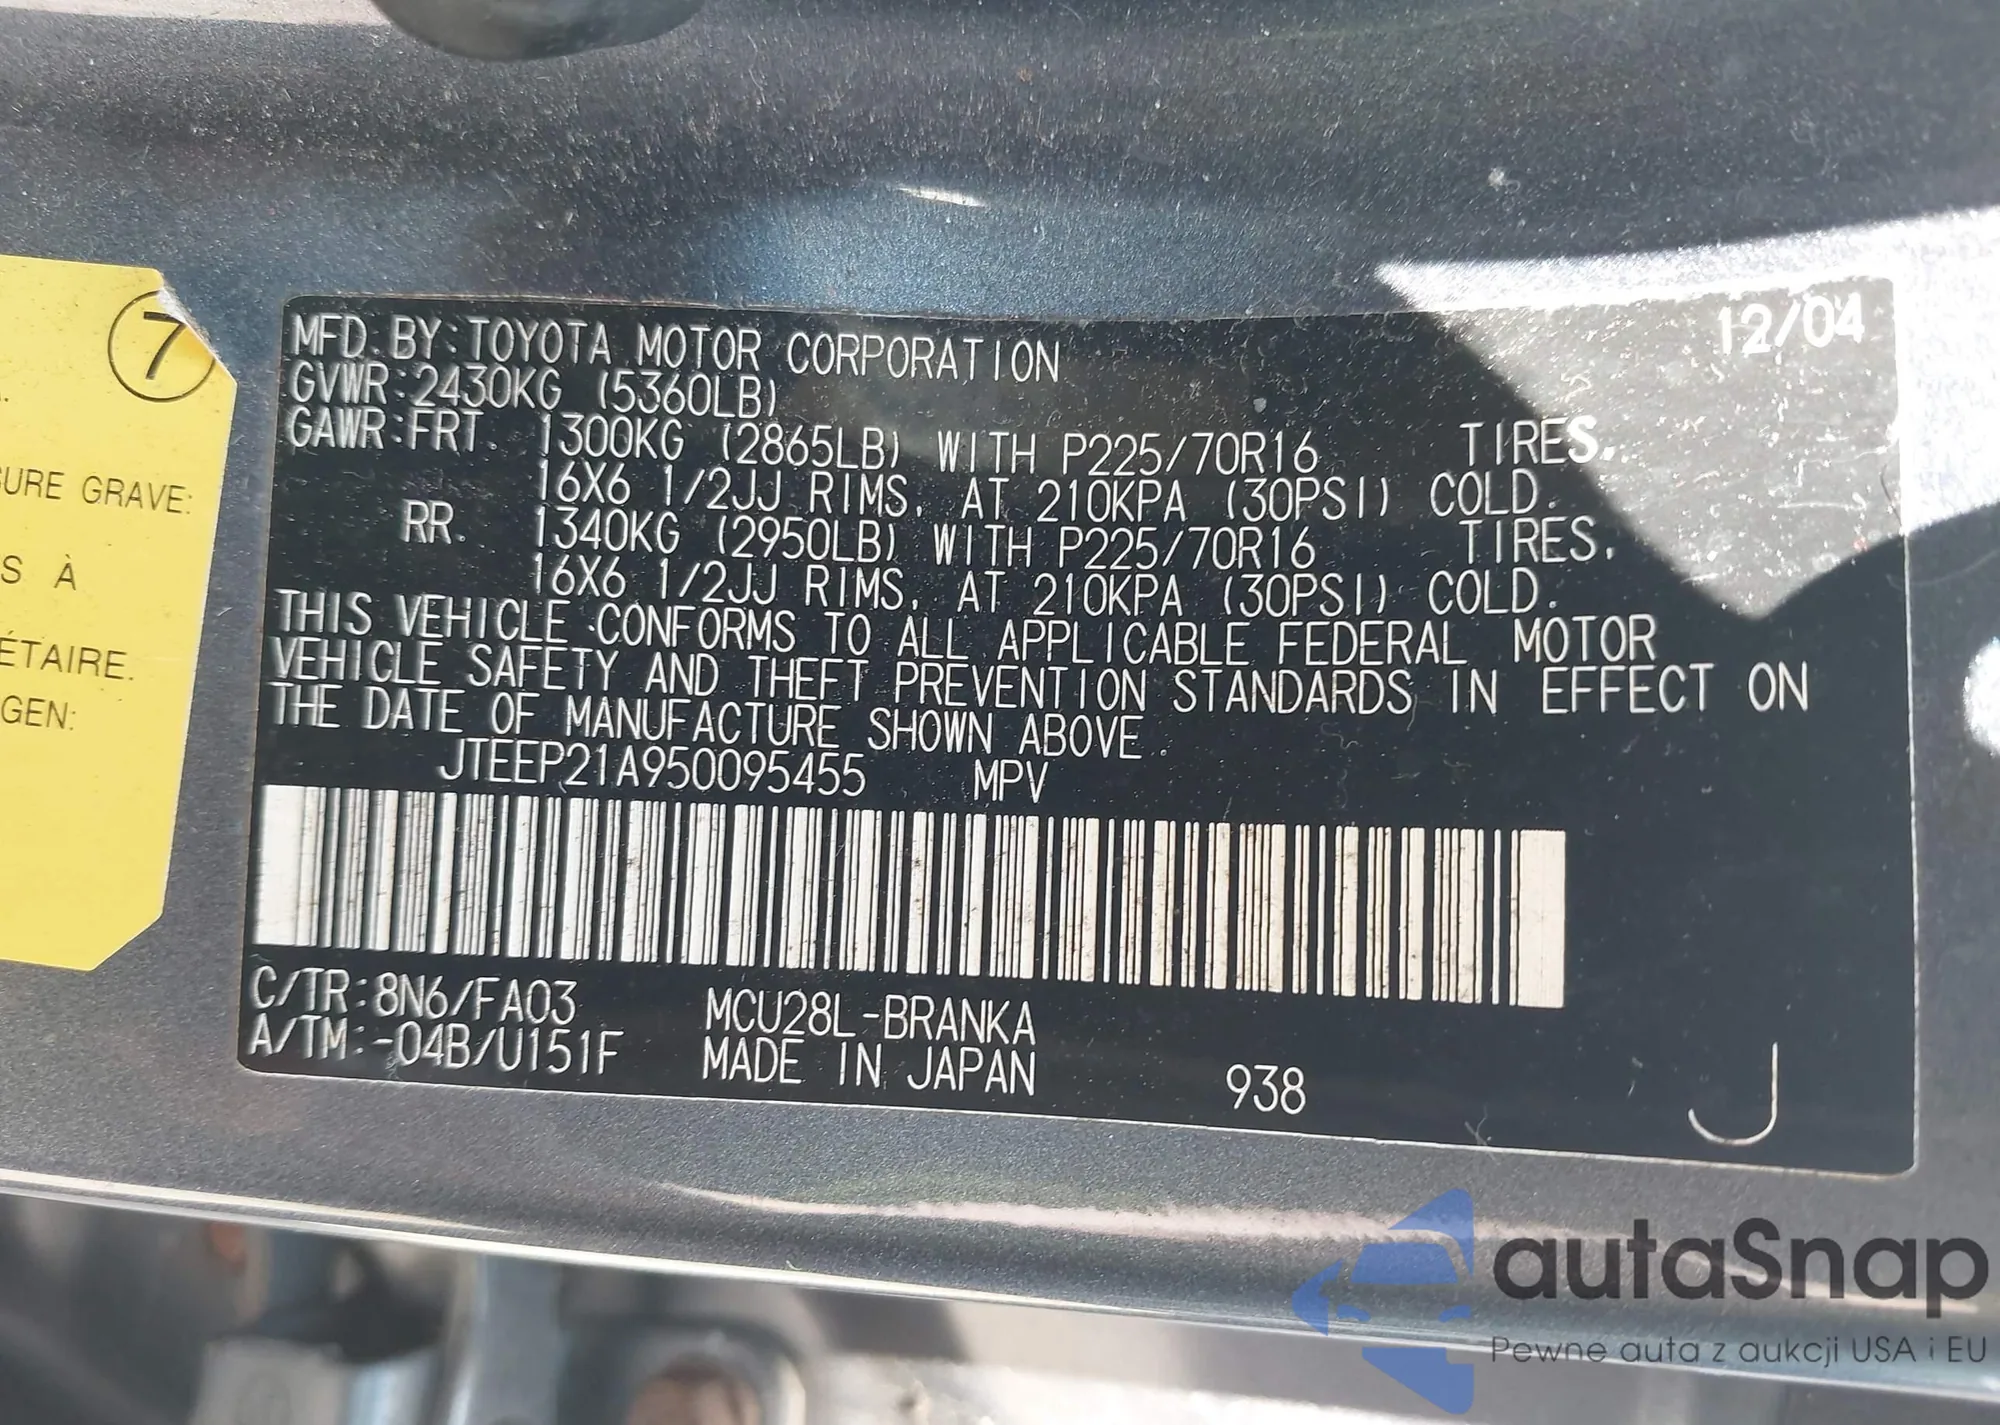 7
SURE GRAVE:
S À
ÉTAIRE.
GEN:
12/04
MFD. BY:TOYOTA MOTOR CORPORATION
GVWR:2430KG (5360LB)
GAWR:FRT. 1300KG (2865LB) WITH P225/70R16 TIRES.
16X6 1/2JJ RIMS, AT 210KPA (30PSI) COLD.
RR. 1340KG (2950LB) WITH P225/70R16 TIRES,
16X6 1/2JJ RIMS, AT 210KPA (30PSI) COLD.
THIS VEHICLE CONFORMS TO ALL APPLICABLE FEDERAL MOTOR
VEHICLE SAFETY AND THEFT PREVENTION STANDARDS IN EFFECT ON
THE DATE OF MANUFACTURE SHOWN ABOVE.
JTEEP21A950095455 MPV
C/TR:8N6/FA03 MCU28L-BRANKA
A/TM:-04B/U151F MADE IN JAPAN 938 J
autaSnap
Pewne auta z aukcji USA i EU